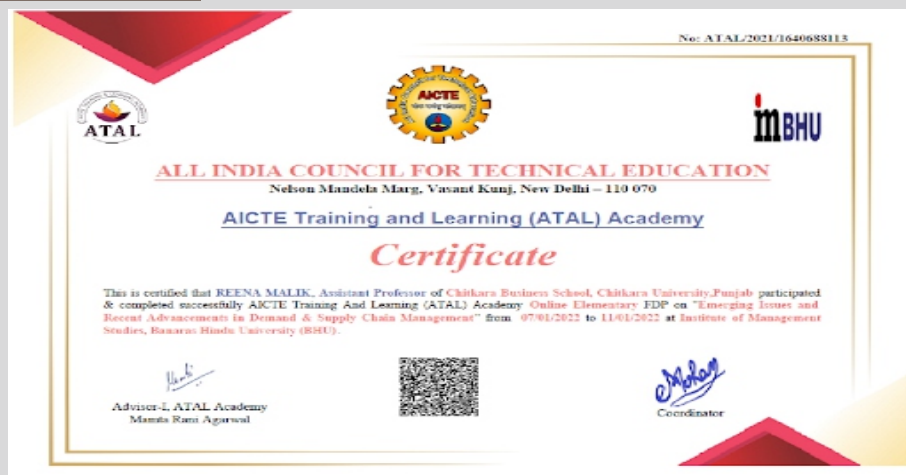 No: ATAL/2021/1640688113
ATAL
AICTE
imBHU
ALL INDIA COUNCIL FOR TECHNICAL EDUCATION
Nelson Mandela Marg, Vasant Kunj, New Delhi – 110 070
AICTE Training and Learning (ATAL) Academy
Certificate
This is certified that REENA MALIK, Assistant Professor of Chitkara Business School, Chitkara University,Punjab participated
& completed successfully AICTE Training And Learning (ATAL) Academy Online Elementary FDP on "Emerging Issues and
Recent Advancements in Demand & Supply Chain Management" from 07/01/2022 to 11/01/2022 at Institute of Management
Studies, Banaras Hindu University (BHU).
Advisor-I, ATAL Academy
Mamta Rani Agarwal
Mohan
Coordinator